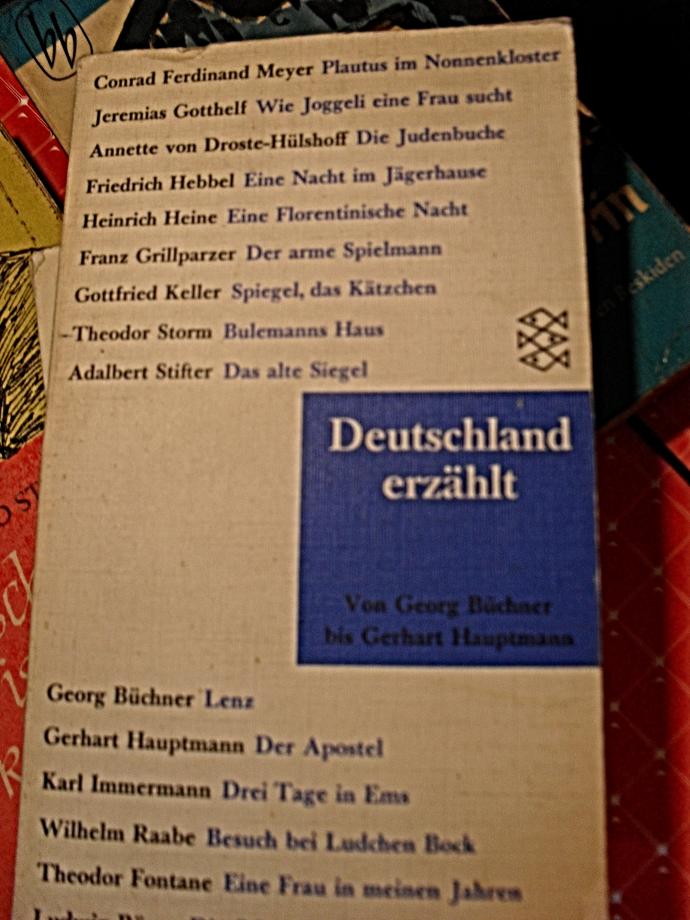 bb
Conrad Ferdinand Meyer Plautus im Nonnenkloster
Jeremias Gotthelf Wie Joggeli eine Frau sucht
Annette von Droste-Hülshoff Die Judenbuche
Friedrich Hebbel Eine Nacht im Jägerhause
Heinrich Heine Eine Florentinische Nacht
Franz Grillparzer Der arme Spielmann
Gottfried Keller Spiegel, das Kätzchen
Theodor Storm Bulemanns Haus
Adalbert Stifter Das alte Siegel
Deutschland
erzählt
Von Georg Büchner
bis Gerhart Hauptmann
Georg Büchner Lenz
Gerhart Hauptmann Der Apostel
Karl Immermann Drei Tage in Ems
Wilhelm Raabe Besuch bei Ludchen Bock
Theodor Fontane Eine Frau in meinen Jahren
Ludwig
en Beskiden